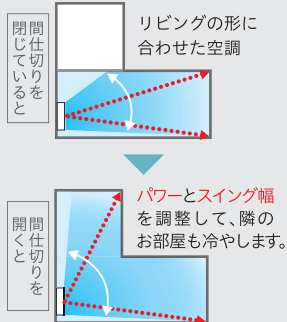 間仕切りを
閉じていると
リビングの形に
合わせた空調
間仕切りを
開くと
パワーとスイング幅
を調整して、隣の
お部屋も冷やします。